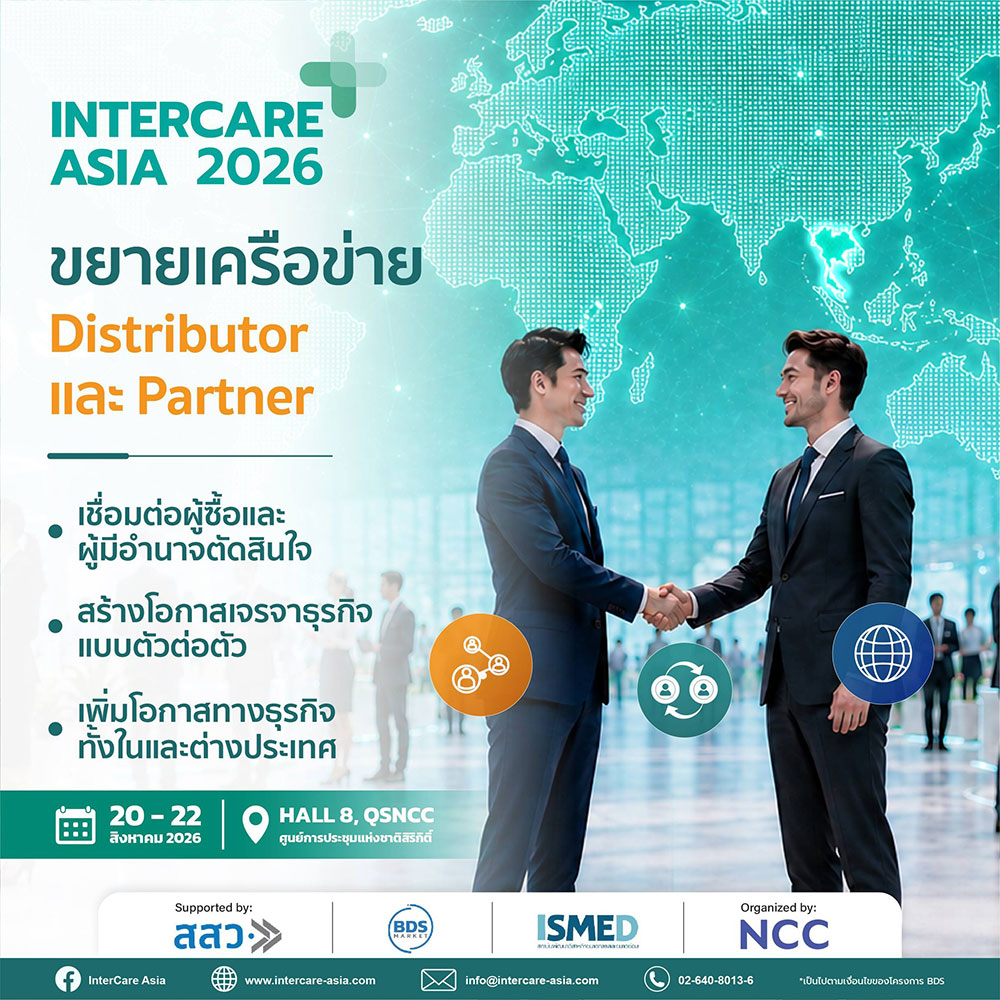 INTERCARE
ASIA 2026
ขยายเครือข่าย
Distributor
และ Partner
เชื่อมต่อผู้ซื้อและ
ผู้มีอำนาจตัดสินใจ
สร้างโอกาสเจรจาธุรกิจ
แบบตัวต่อตัว
เพิ่มโอกาสทางธุรกิจ
ทั้งในและต่างประเทศ
20 – 22
สิงหาคม 2026
HALL 8, QSNCC
ศูนย์การประชุมแห่งชาติสิริกิติ์
Supported by:
สสว
BDS
MARKET
ISMED
Organized by:
NCC
InterCare Asia
www.intercare-asia.com
info@intercare-asia.com
02-640-8013-6
*เป็นไปตามเงื่อนไขของโครงการ BDS